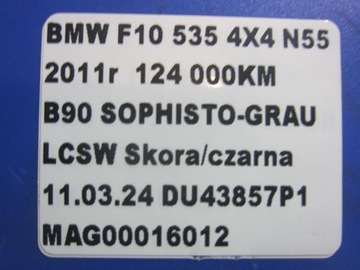 BMW F10 535 4X4 N55
2011r 124 000KM
B90 SOPHISTO-GRAU
LCSW Skora/czarna
11.03.24 DU43857P1
MAG00016012